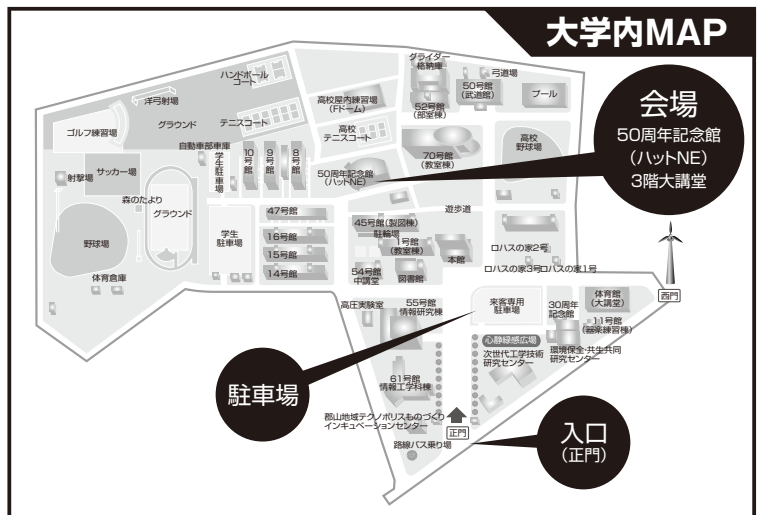 大学内MAP
会場
50周年記念館
(ハットNE)
3階大講堂
ハンドボール
コート
洋弓射場
ゴルフ練習場
グラウンド
テニスコート
自動車部車庫
グライダー
格納庫
弓道場
50号館
(武道館)
プール
高校屋内練習場
(Fドーム)
52号館
(部室棟)
高校
テニスコート
70号館
(教室棟)
高校
野球場
射撃場
サッカー場
学生駐車場
10号館
9号館
8号館
50周年記念館
(ハットNE)
森のたより
グラウンド
学生
駐車場
47号館
16号館
15号館
14号館
遊歩道
45号館(製図棟)
駐輪場
1号館
(教室棟)
本館
54号館
中講堂
図書館
ロハスの家2号
ロハスの家3号
ロハスの家1号
野球場
体育倉庫
西門
高圧実験室
55号館
情報研究棟
来客専用
駐車場
30周年
記念館
体育館
(大講堂)
11号館
(器楽練習棟)
心静緑感広場
次世代工学技術
研究センター
環境保全・共生共同
研究センター
駐車場
61号館
情報工学科棟
郡山地域テクノポリスものづくり
インキュベーションセンター
正門
路線バス乗り場
入口
(正門)